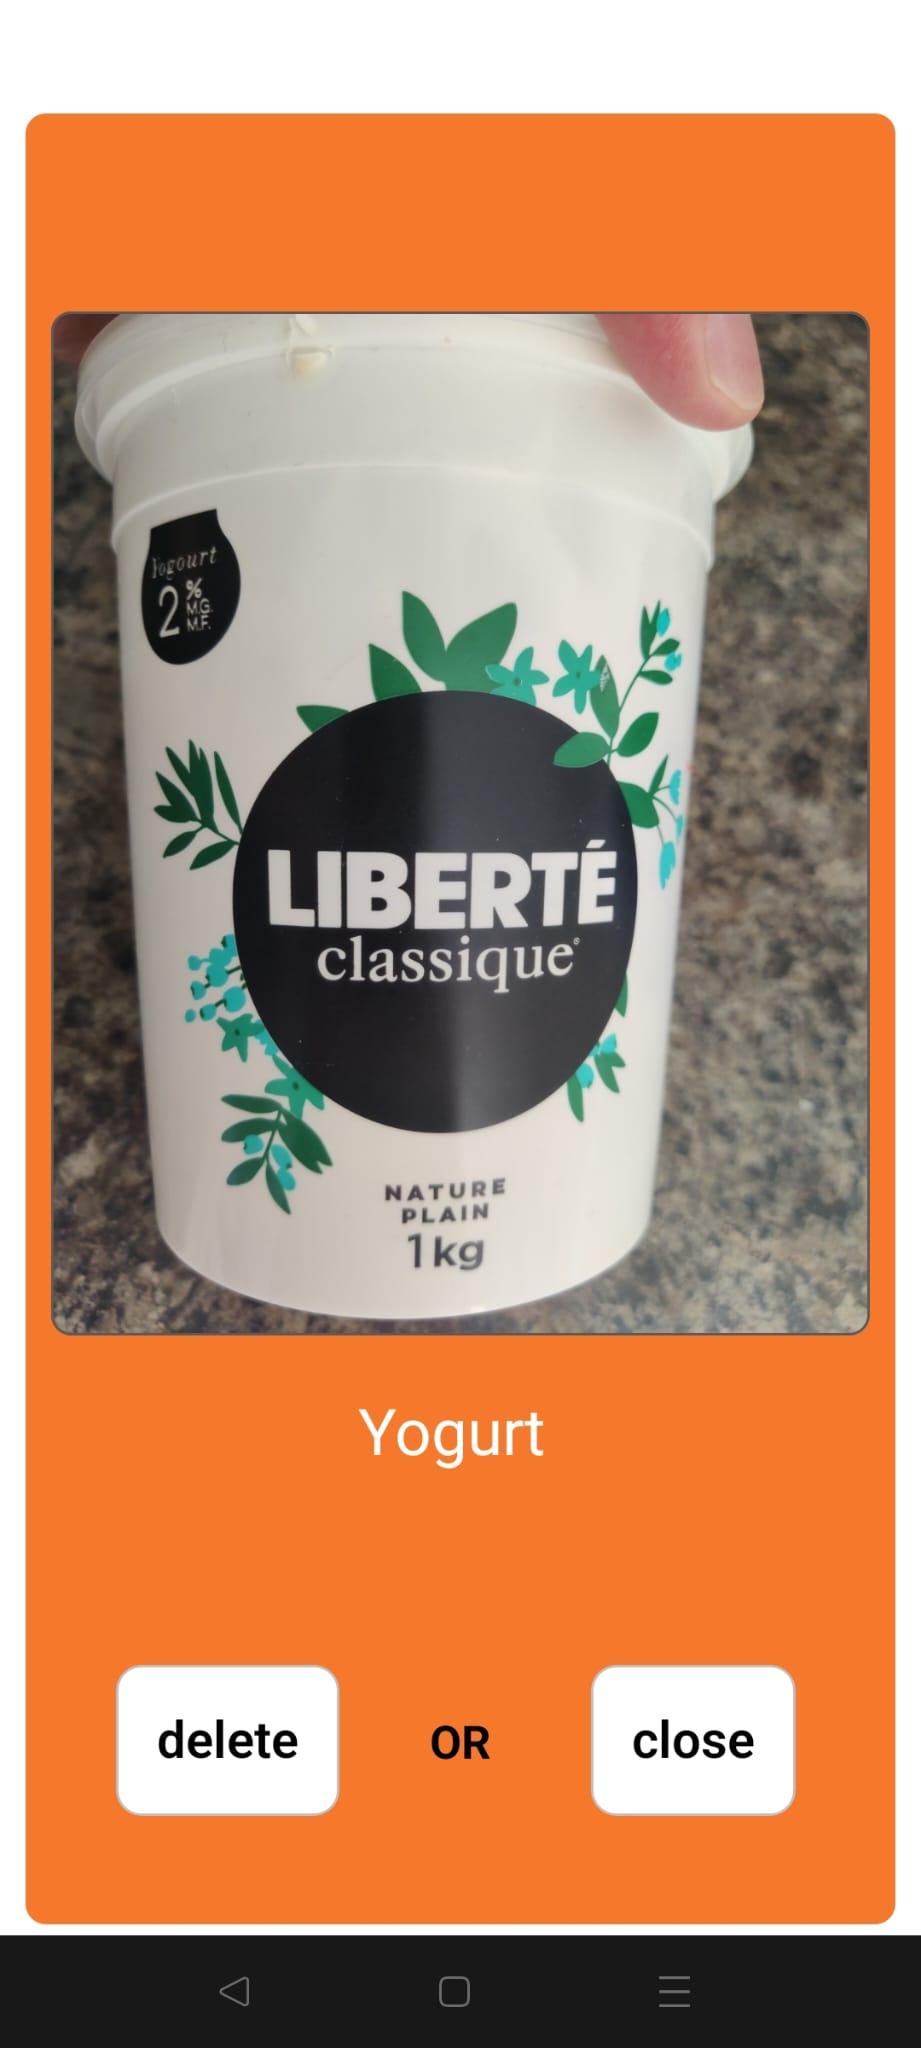 Yogourt
2% M.G.
M.F.
LIBERTÉ
classique
NATURE
PLAIN
1kg
Yogurt
delete OR close